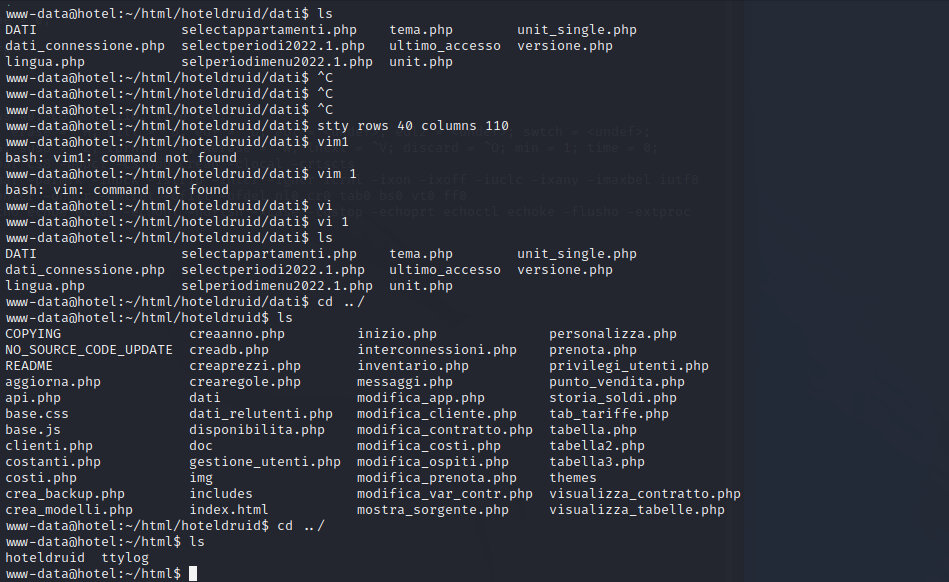 www-data@hotel:~/html/hoteldruid/dati$ ls
DATI                  selectappartamenti.php    tema.php       unit_single.php
dati_connessione.php  selectperiodi2022.1.php   ultimo_accesso  versione.php
lingua.php            selperiodimenu2022.1.php  unit.php
www-data@hotel:~/html/hoteldruid/dati$ ^C
www-data@hotel:~/html/hoteldruid/dati$ ^C
www-data@hotel:~/html/hoteldruid/dati$ ^C
www-data@hotel:~/html/hoteldruid/dati$ stty rows 40 columns 110
www-data@hotel:~/html/hoteldruid/dati$ vim1
bash: vim1: command not found
www-data@hotel:~/html/hoteldruid/dati$ vim 1
bash: vim: command not found
www-data@hotel:~/html/hoteldruid/dati$ vi
www-data@hotel:~/html/hoteldruid/dati$ vi 1
www-data@hotel:~/html/hoteldruid/dati$ ls
DATI                  selectappartamenti.php    tema.php        unit_single.php
dati_connessione.php  selectperiodi2022.1.php   ultimo_accesso  versione.php
lingua.php            selperiodimenu2022.1.php  unit.php
www-data@hotel:~/html/hoteldruid/dati$ cd ../
www-data@hotel:~/html/hoteldruid$ ls
COPYING                creaanno.php         inizio.php              personalizza.php
NO_SOURCE_CODE_UPDATE  creadb.php           interconnessioni.php    prenota.php
README                 creaprezzi.php       inventario.php          privilegi_utenti.php
aggiorna.php           crearegole.php       messaggi.php            punto_vendita.php
api.php                dati                 modifica_app.php        storia_soldi.php
base.css               dati_relutenti.php   modifica_cliente.php    tab_tariffe.php
base.js                disponibilita.php    modifica_contratto.php  tabella.php
clienti.php            doc                  modifica_costi.php      tabella2.php
costanti.php           gestione_utenti.php  modifica_ospiti.php     tabella3.php
costi.php              img                  modifica_prenota.php    themes
crea_backup.php        includes             modifica_var_contr.php  visualizza_contratto.php
crea_modelli.php       index.html           mostra_sorgente.php     visualizza_tabelle.php
www-data@hotel:~/html/hoteldruid$ cd ../
www-data@hotel:~/html$ ls
hoteldruid  ttylog
www-data@hotel:~/html$